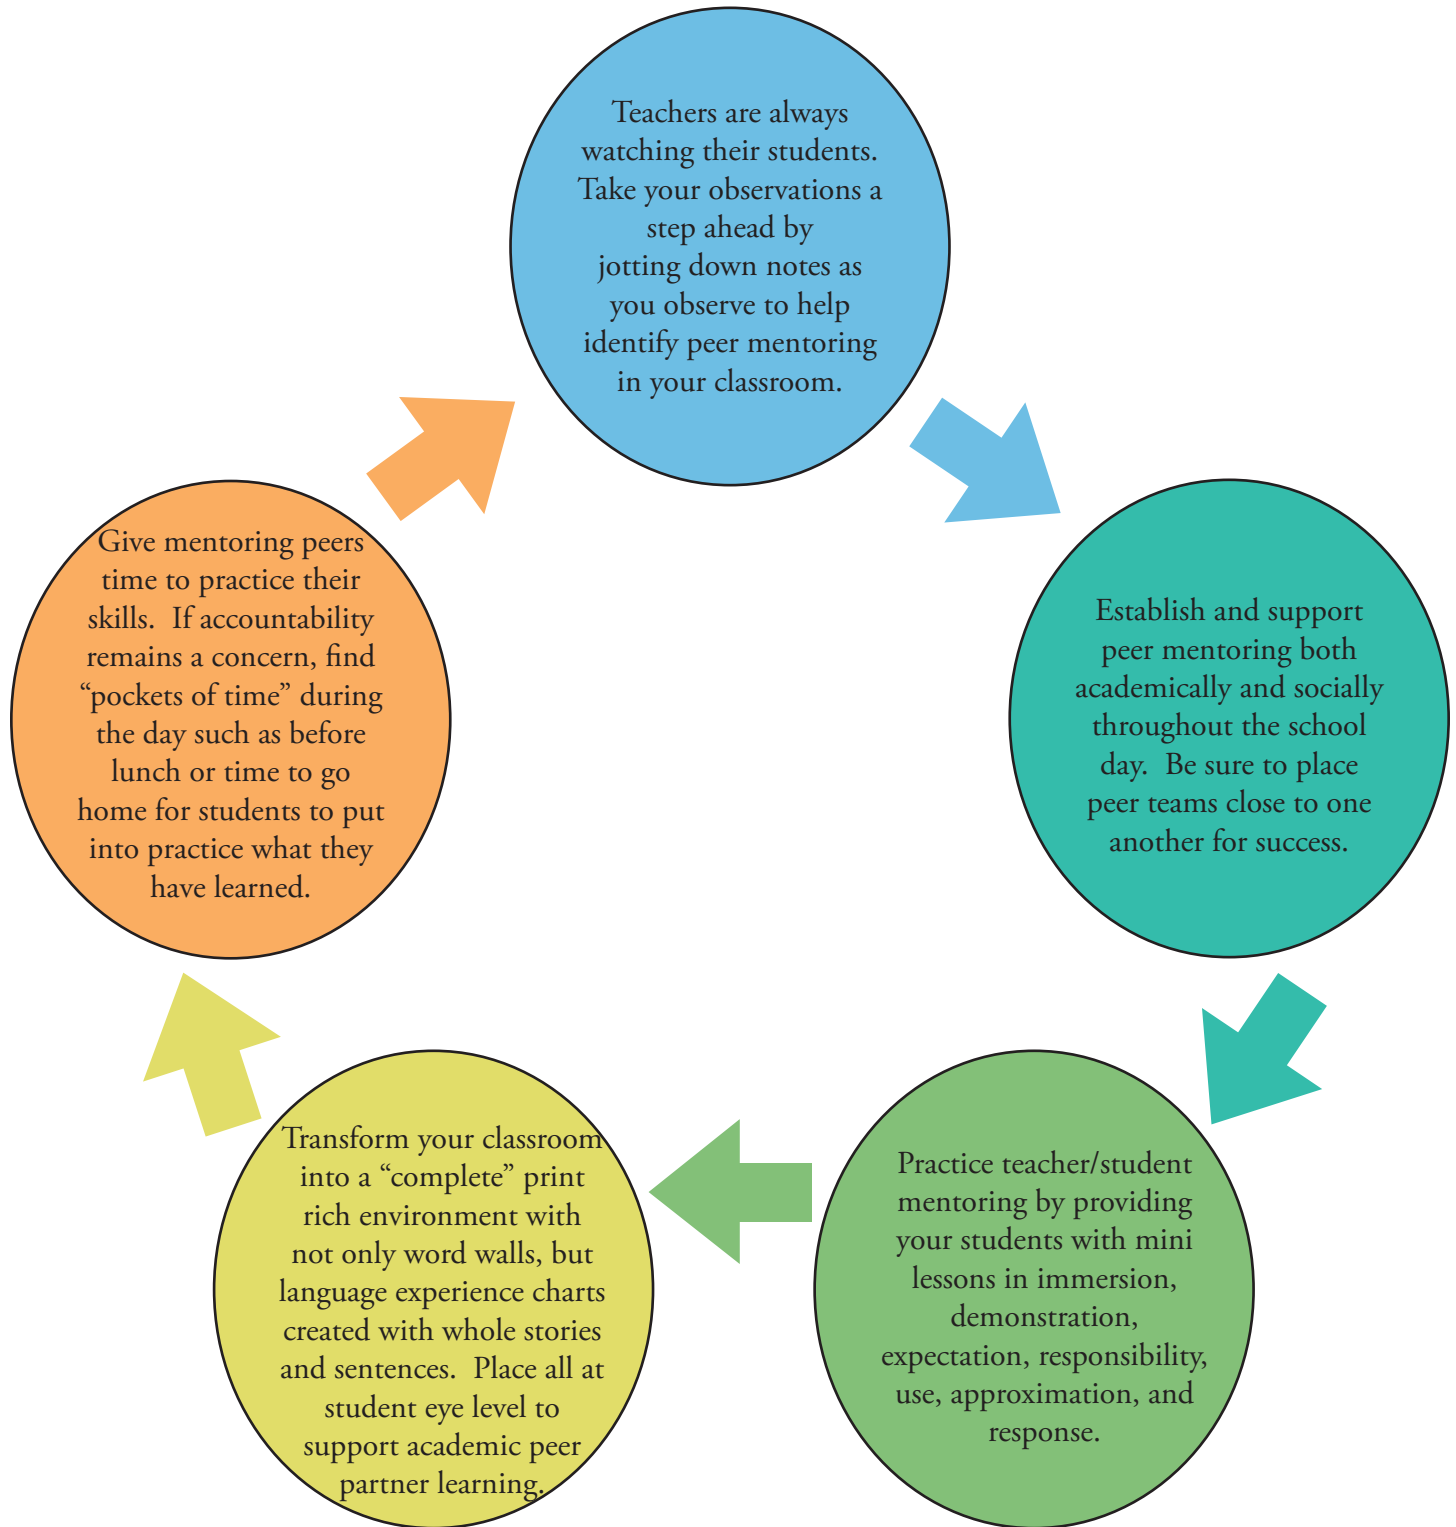 Teachers are always
watching their students.
Take your observations a
step ahead by
jotting down notes as
you observe to help
identify peer mentoring
in your classroom.
Establish and support
peer mentoring both
academically and socially
throughout the school
day.  Be sure to place
peer teams close to one
another for success.
Practice teacher/student
mentoring by providing
your students with mini
lessons in immersion,
demonstration,
expectation, responsibility,
use, approximation, and
response.
Transform your classroom
into a “complete” print
rich environment with
not only word walls, but
language experience charts
created with whole stories
and sentences.  Place all at
student eye level to
support academic peer
partner learning.
Give mentoring peers
time to practice their
skills.  If accountability
remains a concern, find
“pockets of time” during
the day such as before
lunch or time to go
home for students to put
into practice what they
have learned.